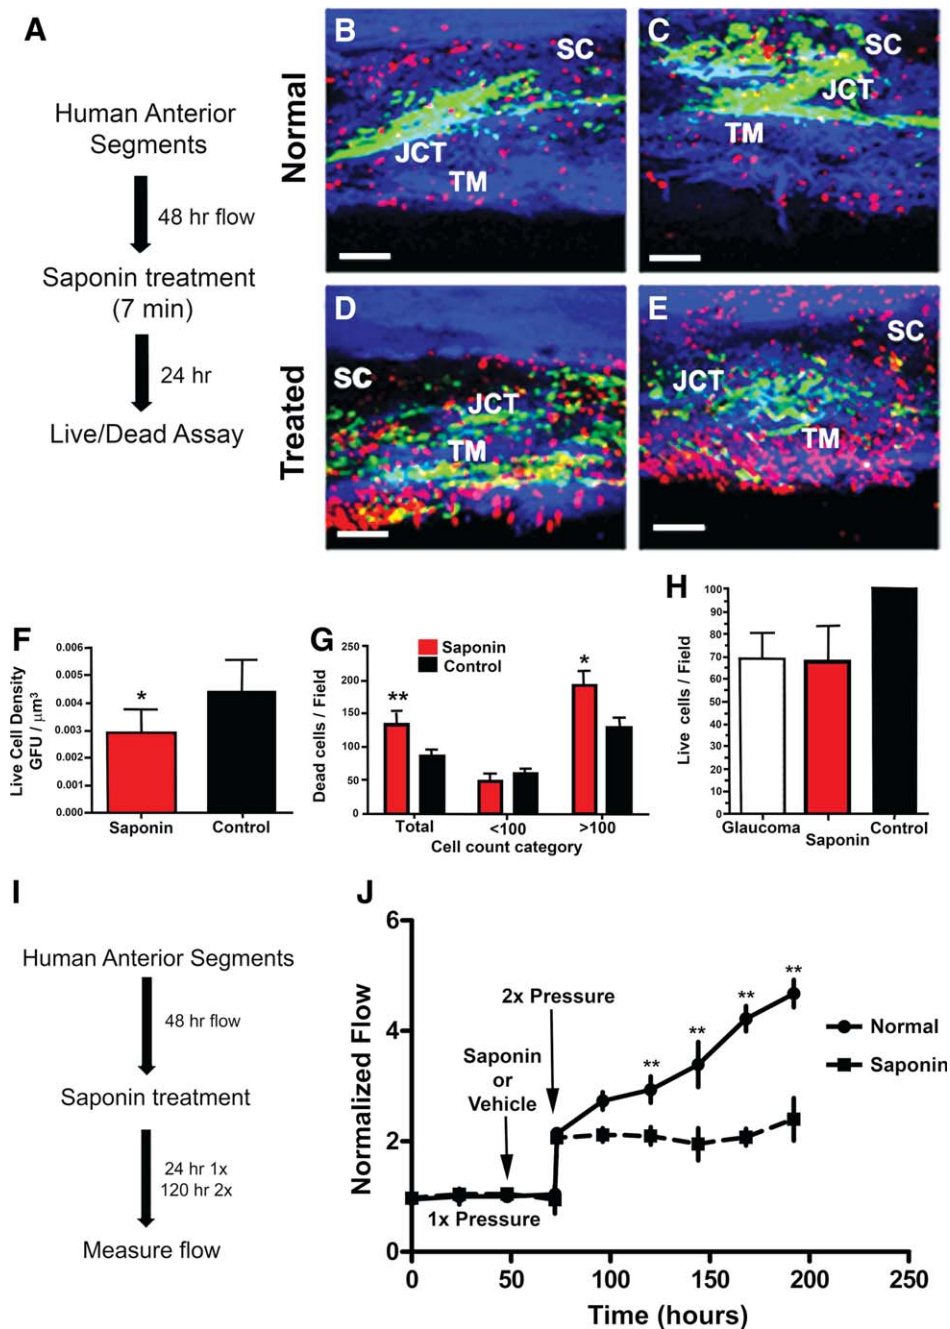 A
Human Anterior
Segments
48 hr flow
Saponin treatment
(7 min)
24 hr
Live/Dead Assay
Normal
B
SC
JCT
TM
C
SC
JCT
TM
Treated
D
SC
JCT
TM
E
SC
JCT
TM
F
Live Cell Density
GFU / μm³
0.006
0.005
0.004
0.003
0.002
0.001
0.000
*
Saponin
Control
G
Saponin
Control
Dead cells / Field
250
200
150
100
50
0
**
*
Total
<100
>100
Cell count category
H
Live cells / Field
100
90
80
70
60
50
40
30
20
10
0
Glaucoma
Saponin
Control
I
Human Anterior Segments
48 hr flow
Saponin treatment
24 hr 1x
120 hr 2x
Measure flow
J
Normalized Flow
6
4
2
0
2x Pressure
Saponin
or
Vehicle
1x Pressure
**
**
**
**
Normal
Saponin
0
50
100
150
200
250
Time (hours)